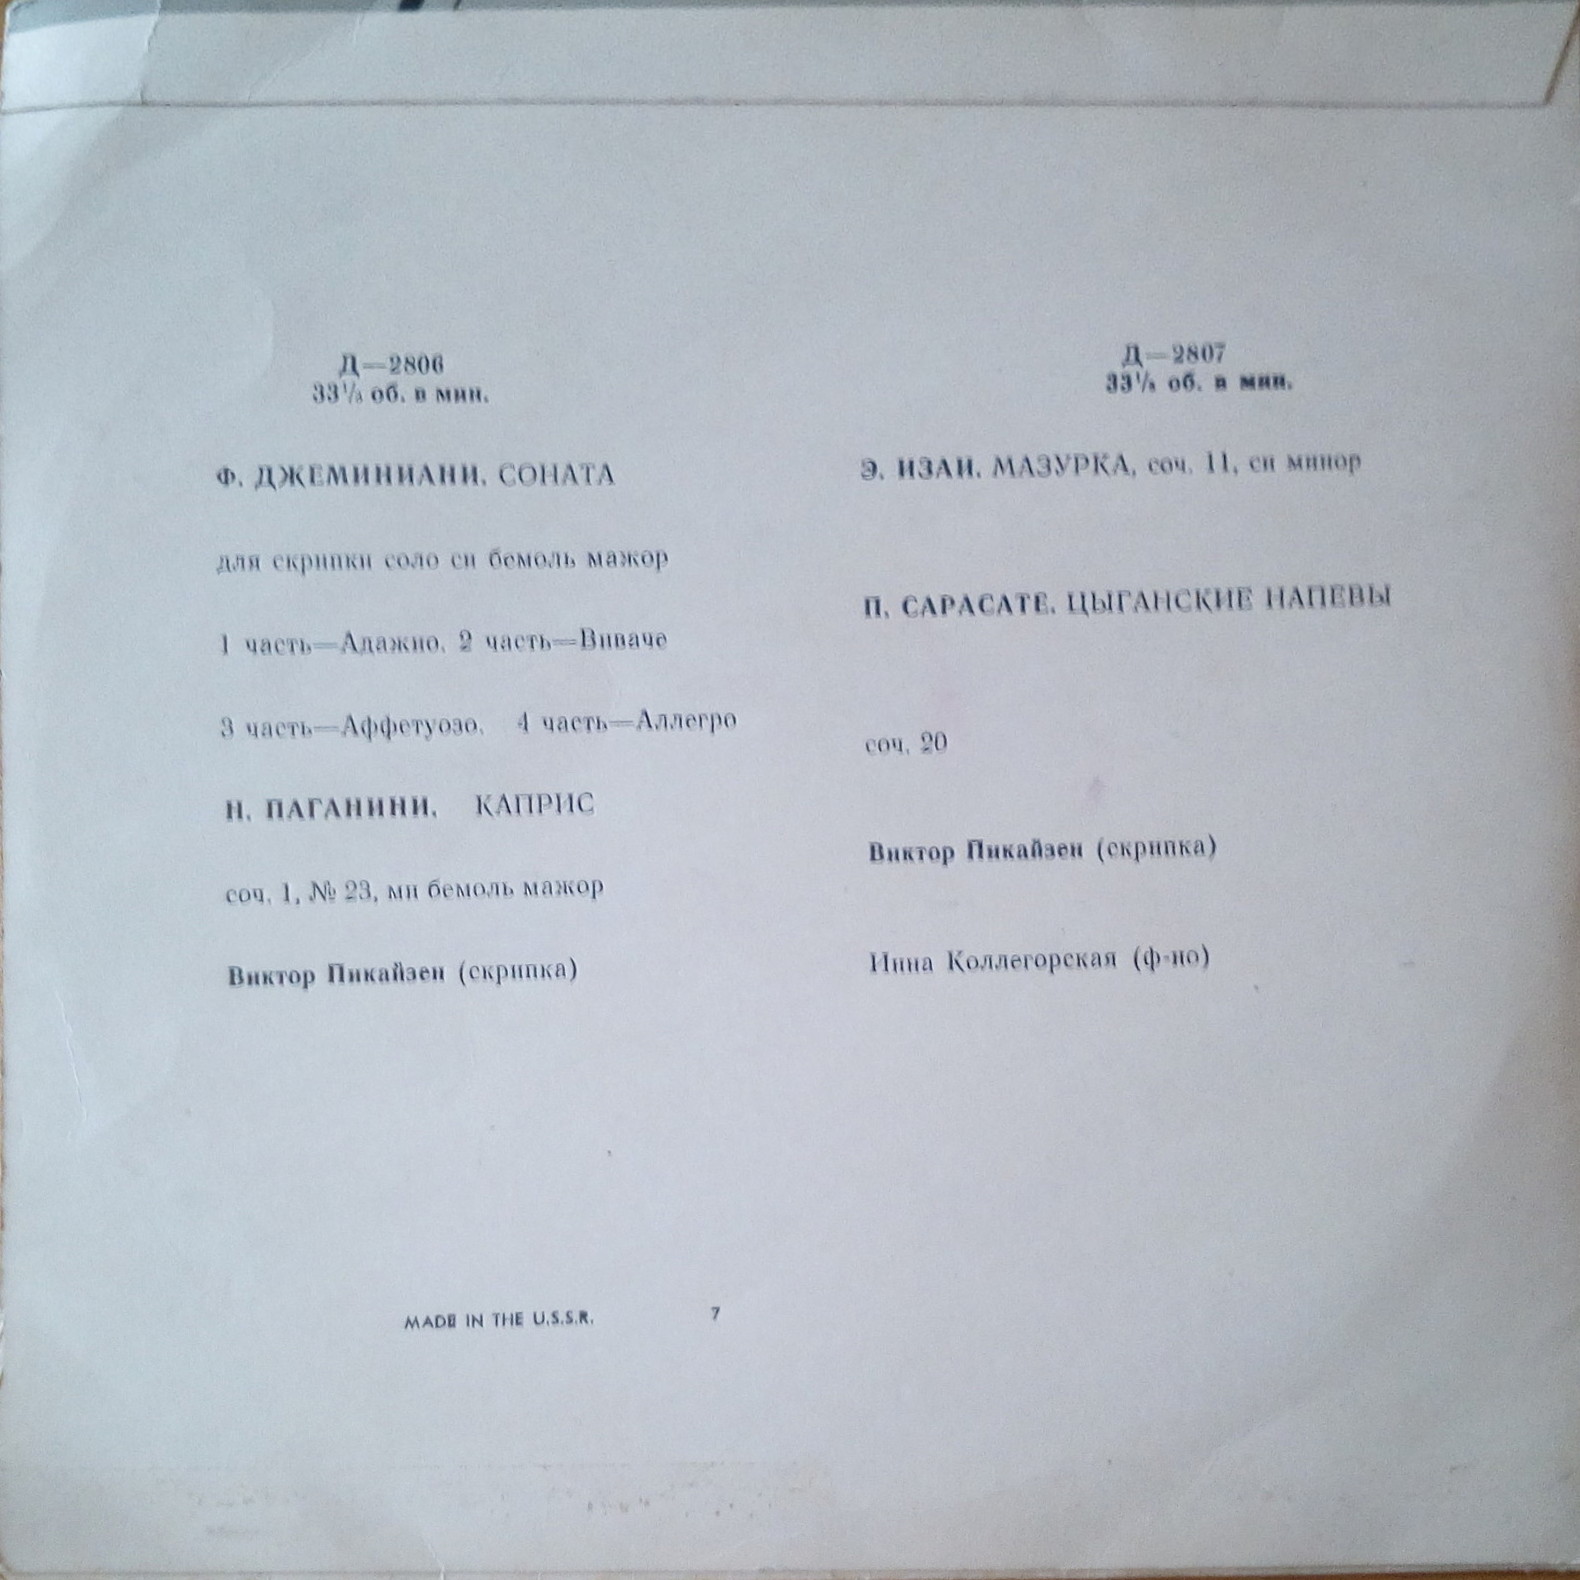 Д—2806
33⅓ об. в мин.
Ф. ДЖЕМИНИАНИ. СОНАТА
для скрипки соло си бемоль мажор
1 часть—Адажио. 2 часть—Виваче
3 часть—Аффетуозо. 4 часть—Аллегро
Н. ПАГАНИНИ. КАПРИС
соч. 1, № 23, ми бемоль мажор
Виктор Пикайзен (скрипка)
Д—2807
33⅓ об. в мин.
Э. ИЗАИ. МАЗУРКА, соч. 11, си минор
П. САРАСАТЕ. ЦЫГАНСКИЕ НАПЕВЫ
соч. 20
Виктор Пикайзен (скрипка)
Инна Коллегорская (ф-но)
MADE IN THE U.S.S.R. 7